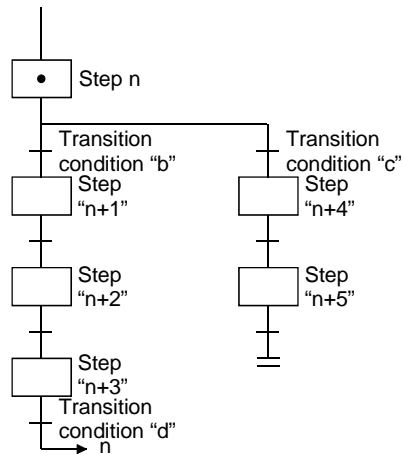 Step n
Transition
condition “b”
Transition
condition “c”
Step
“n+1”
Step
“n+4”
Step
“n+2”
Step
“n+5”
Step
“n+3”
Transition
condition “d”
n